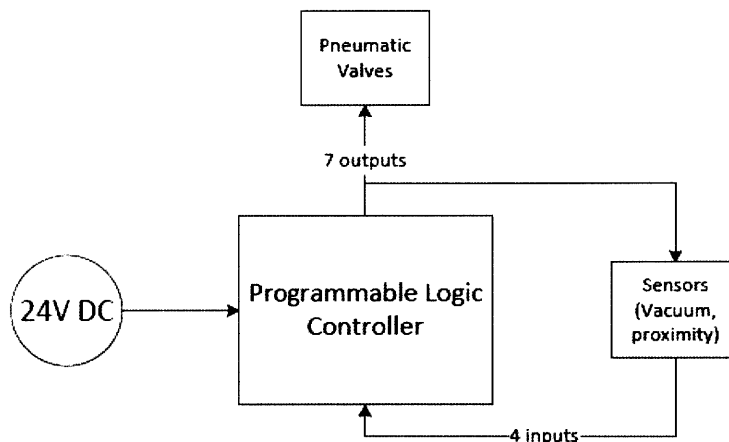 Pneumatic
Valves
7 outputs
24V DC
Programmable Logic
Controller
Sensors
(Vacuum,
proximity)
4 inputs